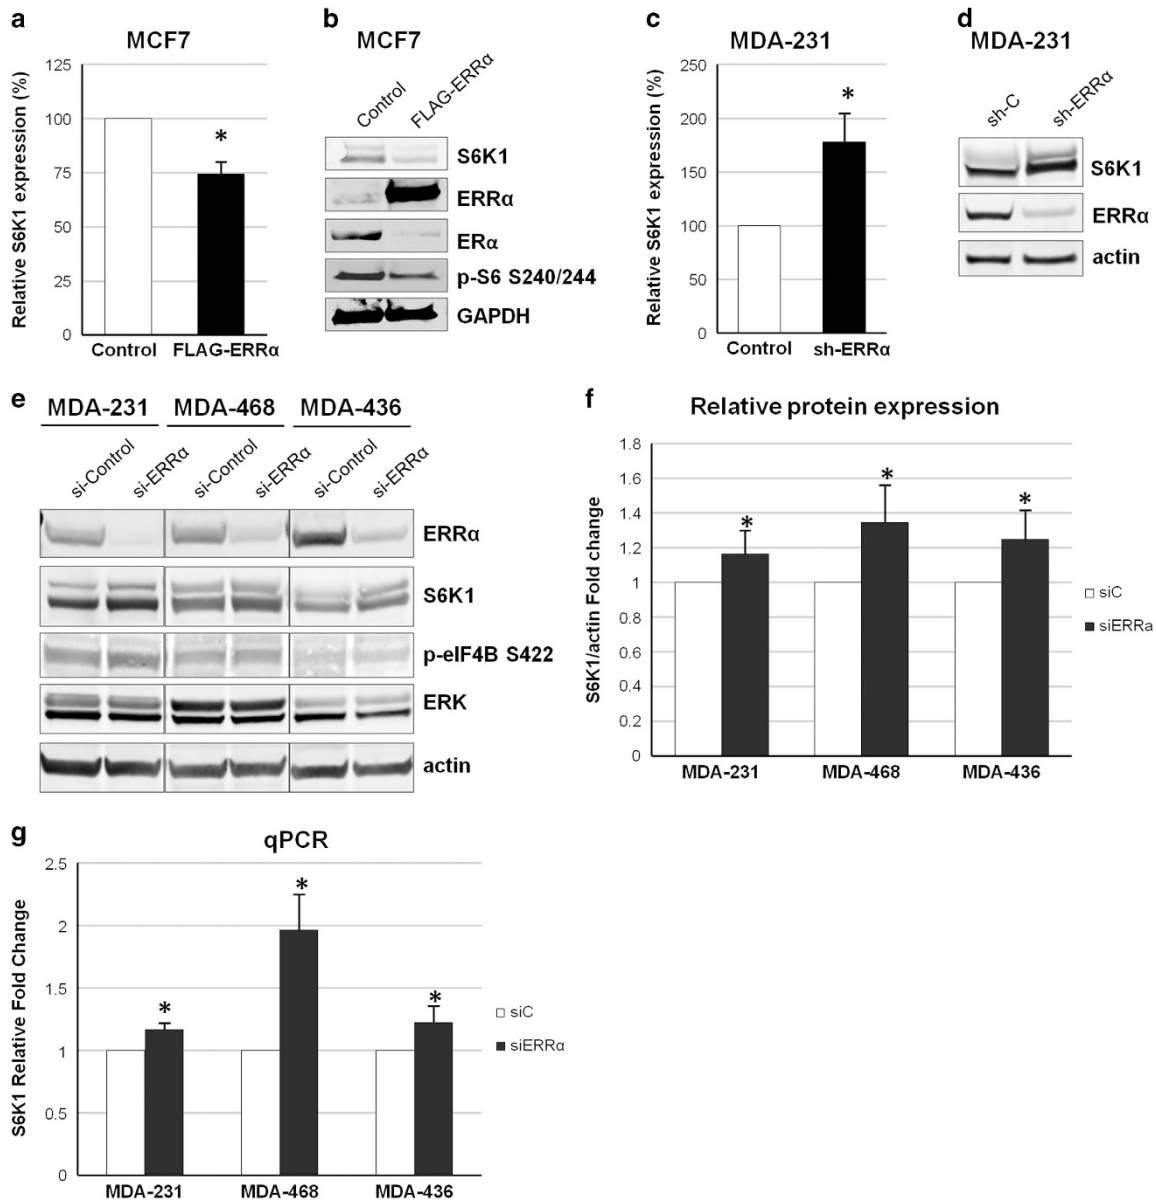 a
MCF7
Relative S6K1 expression (%)
125
100
75
50
25
0
*
Control
FLAG-ERRα
b
MCF7
Control
FLAG-ERRα
S6K1
ERRα
ERα
p-S6 S240/244
GAPDH
c
MDA-231
Relative S6K1 expression (%)
250
200
150
100
50
0
*
Control
sh-ERRα
d
MDA-231
sh-C
sh-ERRα
S6K1
ERRα
actin
e
MDA-231 MDA-468 MDA-436
si-Control
si-ERRα
si-Control
si-ERRα
si-Control
si-ERRα
ERRα
S6K1
p-eIF4B S422
ERK
actin
f
Relative protein expression
S6K1/actin Fold change
1.8
1.6
1.4
1.2
1
0.8
0.6
0.4
0.2
0
*
*
*
MDA-231
MDA-468
MDA-436
siC
siERRa
g
qPCR
S6K1 Relative Fold Change
2.5
2
1.5
1
0.5
0
*
*
*
MDA-231
MDA-468
MDA-436
siC
siERRα